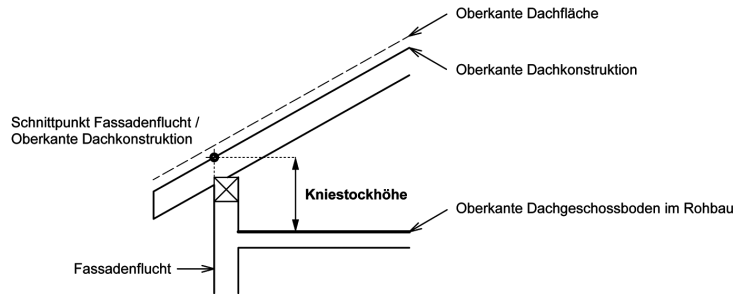 Oberkante Dachfläche
Oberkante Dachkonstruktion
Schnittpunkt Fassadenflucht /
Oberkante Dachkonstruktion
Kniestockhöhe
Oberkante Dachgeschossboden im Rohbau
Fassadenflucht